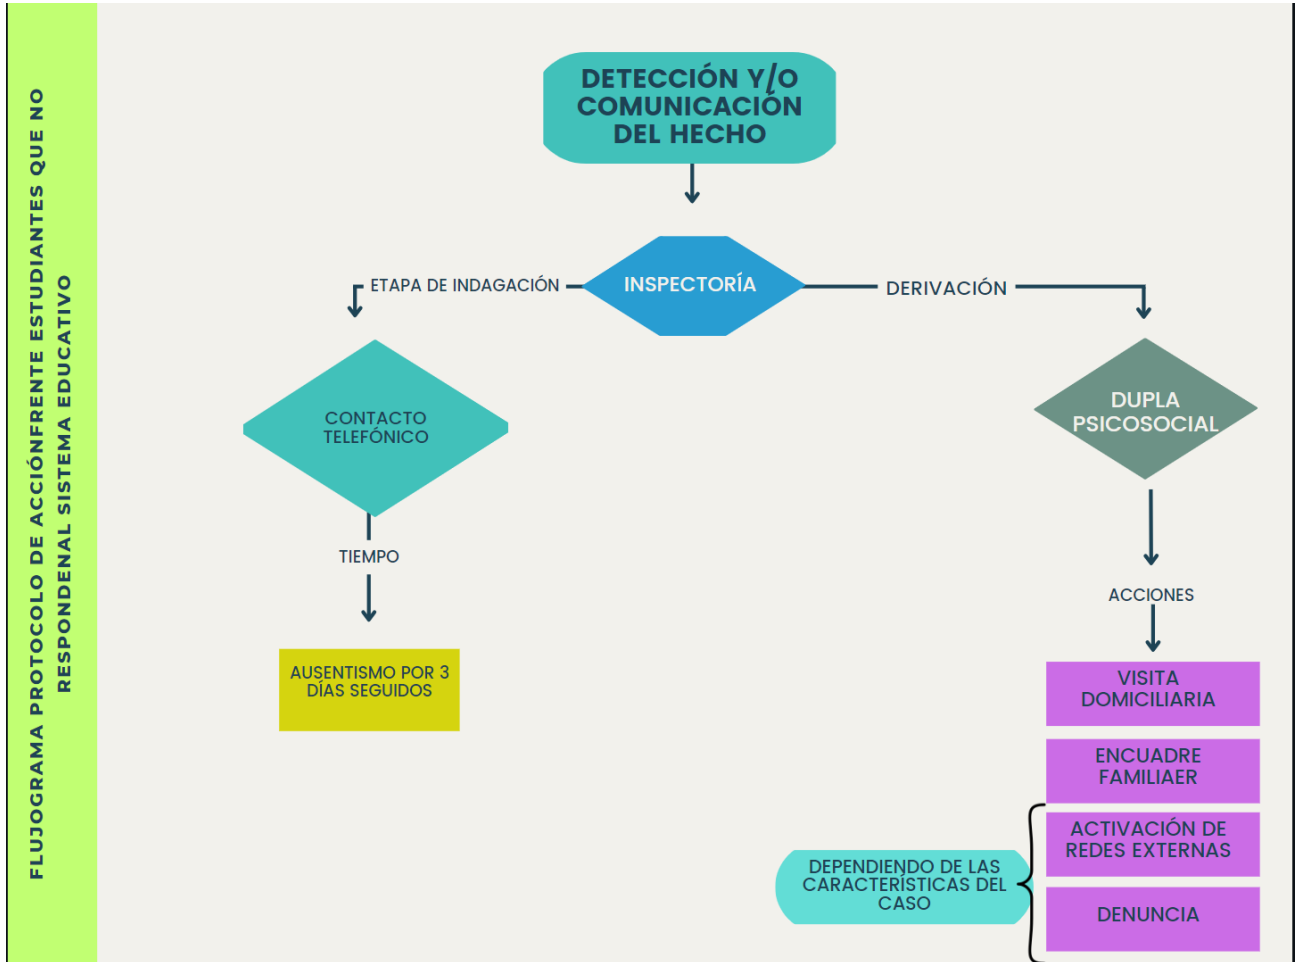 FLUJOGRAMA PROTOCOLO DE ACCIÓNFRENTE ESTUDIANTES QUE NO
RESPONDENAL SISTEMA EDUCATIVO
DETECCIÓN Y/O
COMUNICACIÓN
DEL HECHO
ETAPA DE INDAGACIÓN
INSPECTORÍA
DERIVACIÓN
CONTACTO
TELEFÓNICO
DUPLA
PSICOSOCIAL
TIEMPO
ACCIONES
AUSENTISMO POR 3
DÍAS SEGUIDOS
VISITA
DOMICILIARIA
ENCUADRE
FAMILIAER
ACTIVACIÓN DE
REDES EXTERNAS
DEPENDIENDO DE LAS
CARACTERÍSTICAS DEL
CASO
DENUNCIA